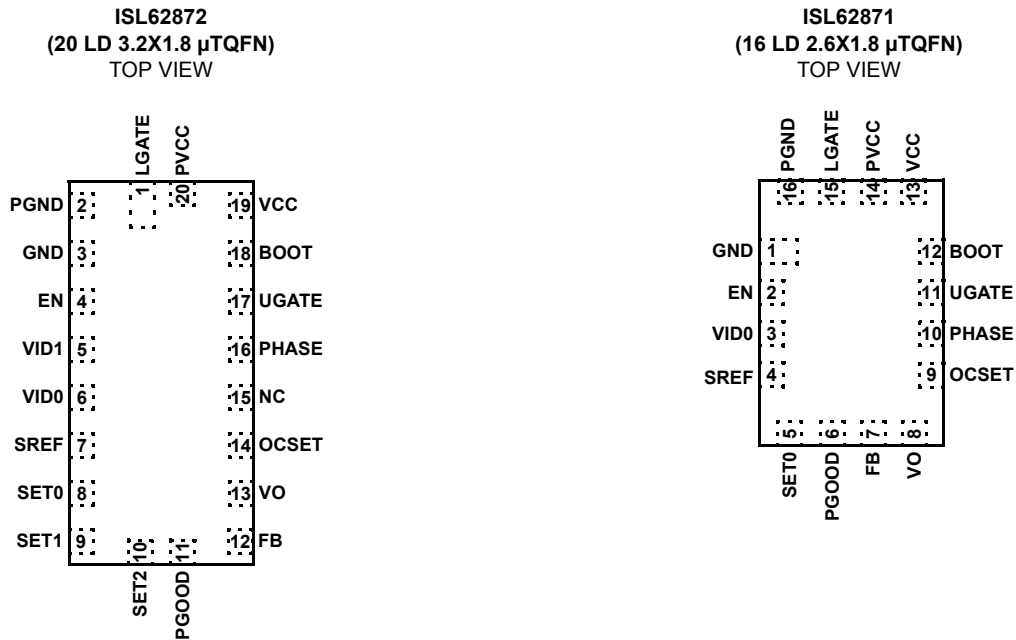 ISL62872
(20 LD 3.2X1.8 µTQFN)
TOP VIEW
LGATE
PVCC
1
20
PGND 2
19 VCC
GND 3
18 BOOT
EN 4
17 UGATE
VID1 5
16 PHASE
VID0 6
15 NC
SREF 7
14 OCSET
SET0 8
13 VO
SET1 9
12 FB
10
11
SET2
PGOOD
ISL62871
(16 LD 2.6X1.8 µTQFN)
TOP VIEW
PGND
LGATE
PVCC
VCC
16
15
14
13
GND 1
12 BOOT
EN 2
11 UGATE
VID0 3
10 PHASE
SREF 4
9 OCSET
5
6
7
8
SET0
PGOOD
FB
VO